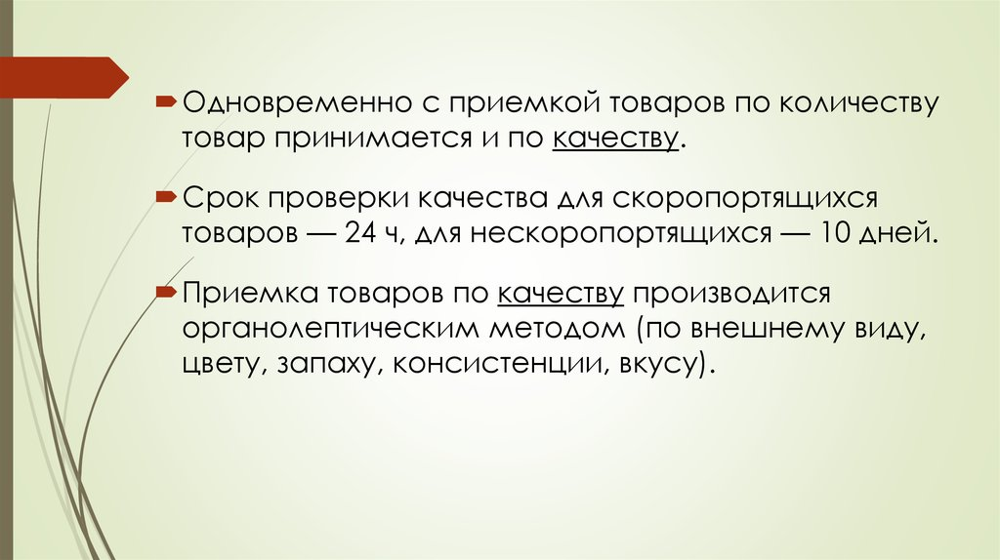 Одновременно с приемкой товаров по количеству
товар принимается и по качеству.
Срок проверки качества для скоропортящихся
товаров — 24 ч, для нескоропортящихся — 10 дней.
Приемка товаров по качеству производится
органолептическим методом (по внешнему виду,
цвету, запаху, консистенции, вкусу).